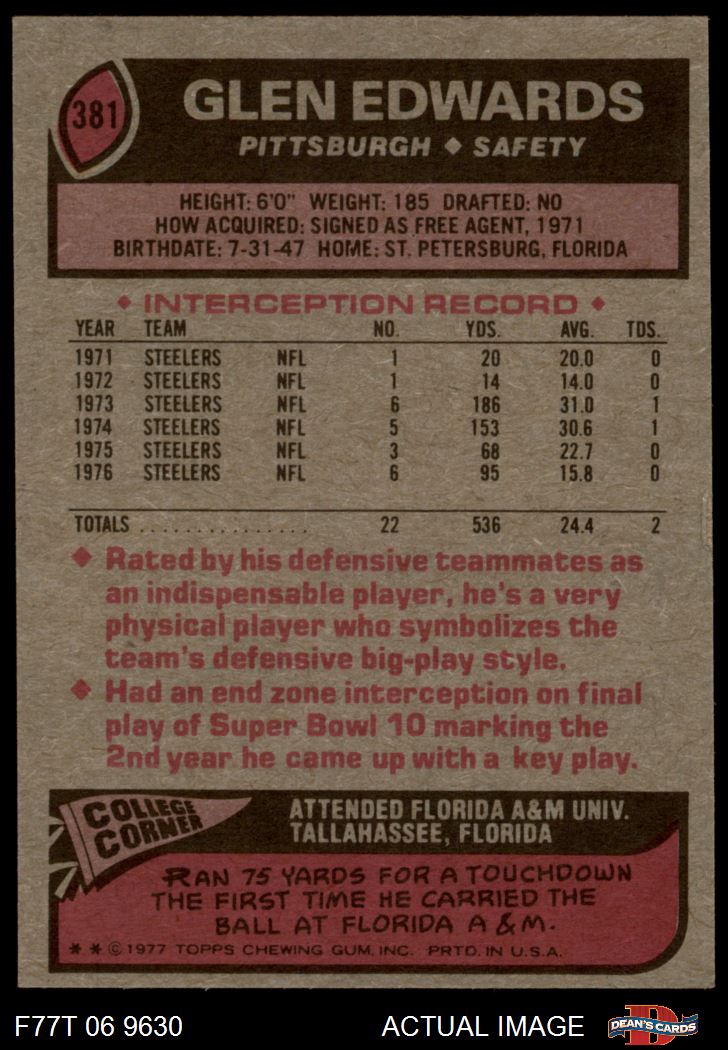 381
GLEN EDWARDS
PITTSBURGH ◆ SAFETY
HEIGHT: 6'0" WEIGHT: 185 DRAFTED: NO
HOW ACQUIRED: SIGNED AS FREE AGENT, 1971
BIRTHDATE: 7-31-47 HOME: ST. PETERSBURG, FLORIDA
◆ INTERCEPTION RECORD ◆
YEAR TEAM NO. YDS. AVG. TDS.
1971 STEELERS NFL 1 20 20.0 0
1972 STEELERS NFL 1 14 14.0 0
1973 STEELERS NFL 6 186 31.0 1
1974 STEELERS NFL 5 153 30.6 1
1975 STEELERS NFL 3 68 22.7 0
1976 STEELERS NFL 6 95 15.8 0
TOTALS . . . . . . . . . . . . . . . 22 536 24.4 2
◆ Rated by his defensive teammates as
an indispensable player, he's a very
physical player who symbolizes the
team's defensive big-play style.
◆ Had an end zone interception on final
play of Super Bowl 10 marking the
2nd year he came up with a key play.
COLLEGE
CORNER
ATTENDED FLORIDA A&M UNIV.
TALLAHASSEE, FLORIDA
RAN 75 YARDS FOR A TOUCHDOWN
THE FIRST TIME HE CARRIED THE
BALL AT FLORIDA A & M.
* * © 1977 TOPPS CHEWING GUM, INC. PRTD. IN U.S.A.
F77T 06 9630
ACTUAL IMAGE
D
DEAN'S CARDS